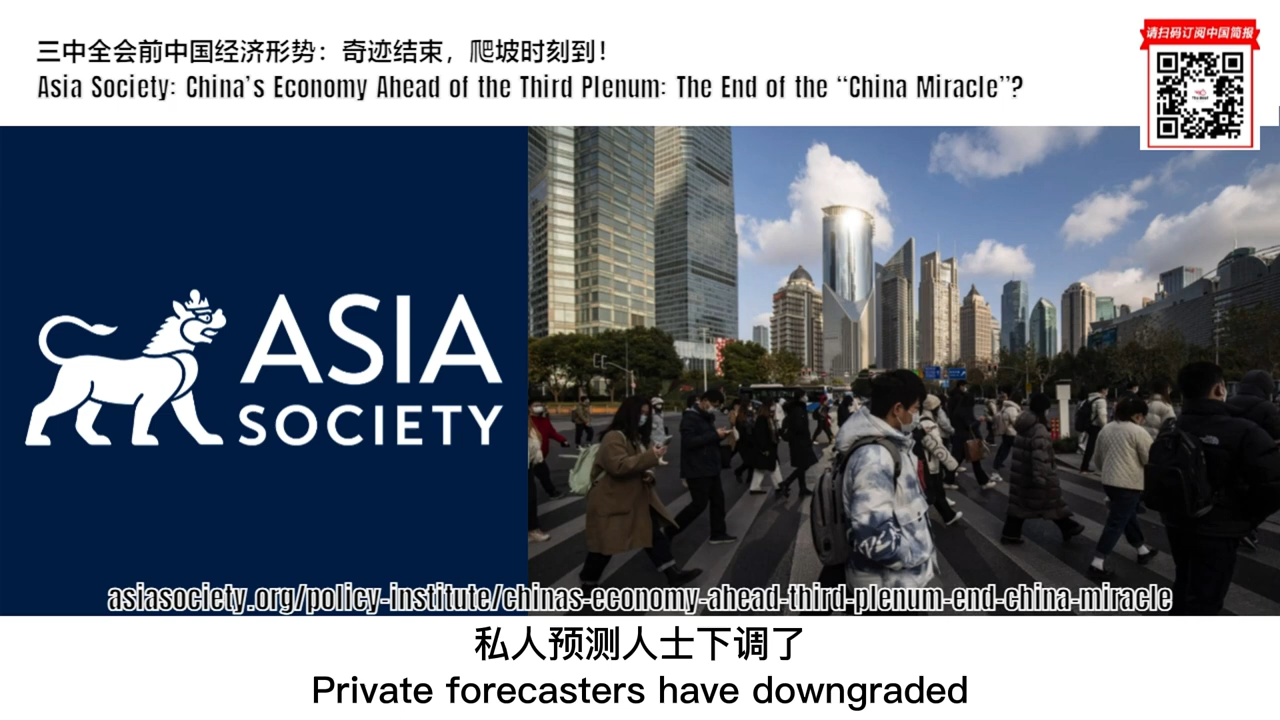 三中全会前中国经济形势：奇迹结束，爬坡时刻到！
请扫码订阅中国简报
Asia Society: China's Economy Ahead of the Third Plenum: The End of the “China Miracle”?
ASIA
SOCIETY
asiasociety.org/policy-institute/chinas-economy-ahead-third-plenum-end-china-miracle
私人预测人士下调了
Private forecasters have downgraded